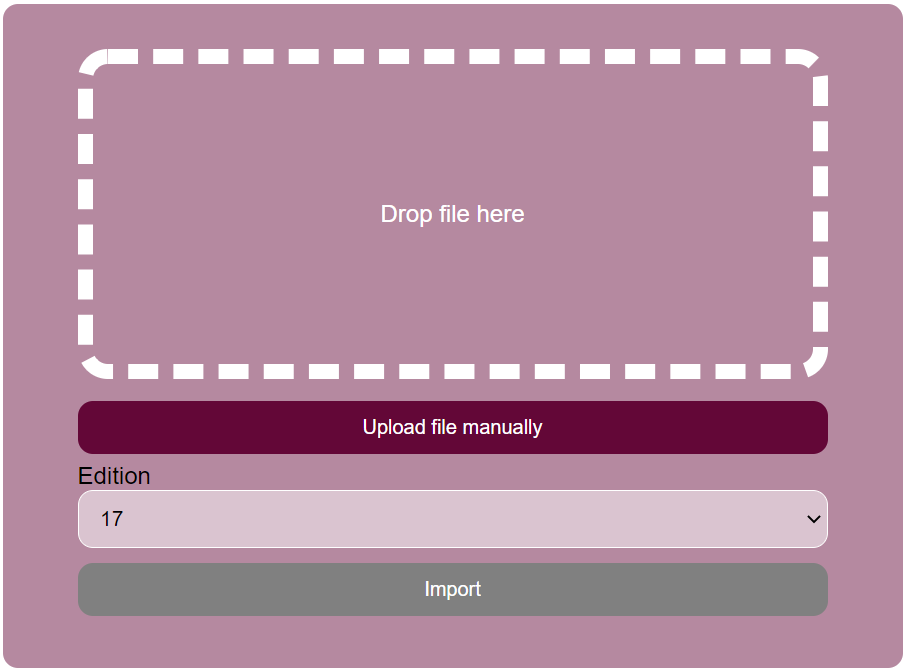 Drop file here
Upload file manually
Edition
17
Import